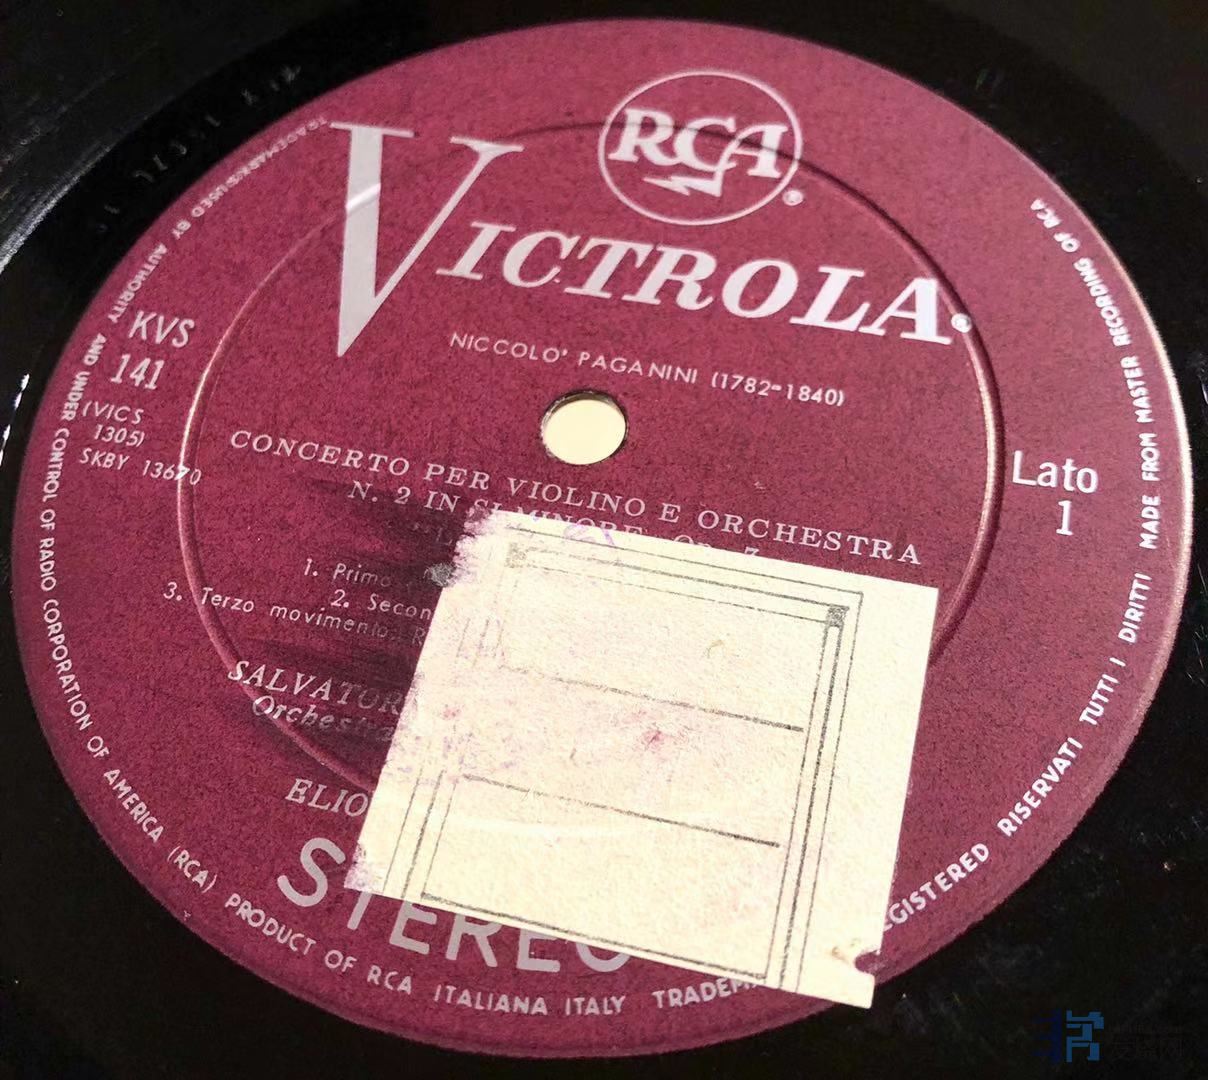 RCA
VICTROLA
NICCOLO' PAGANINI (1782-1840)
KVS
141
(VICS
1305)
SKBY 13670
Lato
1
CONCERTO PER VIOLINO E ORCHESTRA
N. 2 IN SI MINORE, OP. 7
1. Primo
2. Secon
3. Terzo movimento: R
SALVATOR
Orchestra
ELIO
STEREO
TRADEMARKS USED BY AUTHORITY AND UNDER CONTROL OF RADIO CORPORATION OF AMERICA (RCA) PRODUCT OF RCA ITALIANA ITALY TRADEM
EGISTERED RISERVATI TUTTI I DIRITTI MADE FROM MASTER RECORDING OF RCA